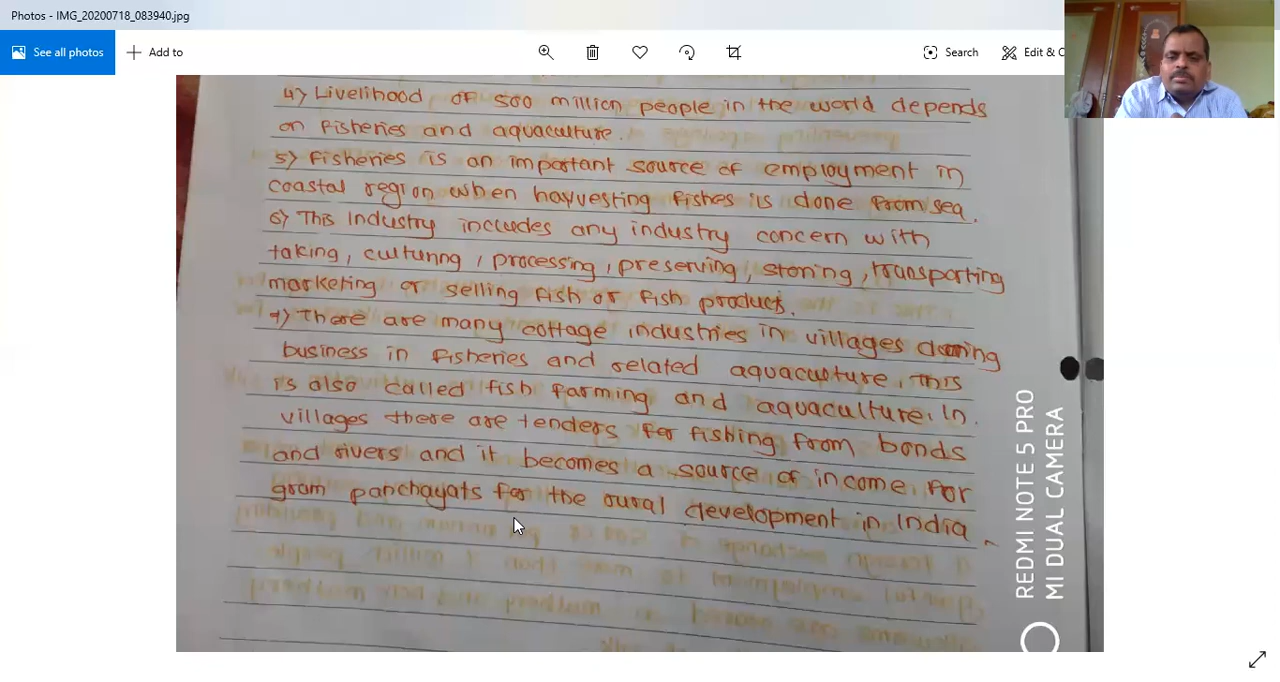 Photos - IMG_20200718_083940.jpg
See all photos
Add to
Search
Edit & C
4) Livelihood of 500 million people in the world depends
on fisheries and aquaculture.
5) Fisheries is an important source of employment in
coastal region when harvesting fishes is done from sea.
6) This Industry includes any industry concern with
taking, culturing, processing, preserving, storing, transporting
marketing or selling fish or fish product.
7) There are many cottage industries in villages doing
business in fisheries and related aquaculture. This
is also called fish farming and aquaculture. In
villages there are tenders for fishing from bonds
and rivers and it becomes a source of income for
gram panchayats for the rural development in India.
REDMI NOTE 5 PRO
MI DUAL CAMERA